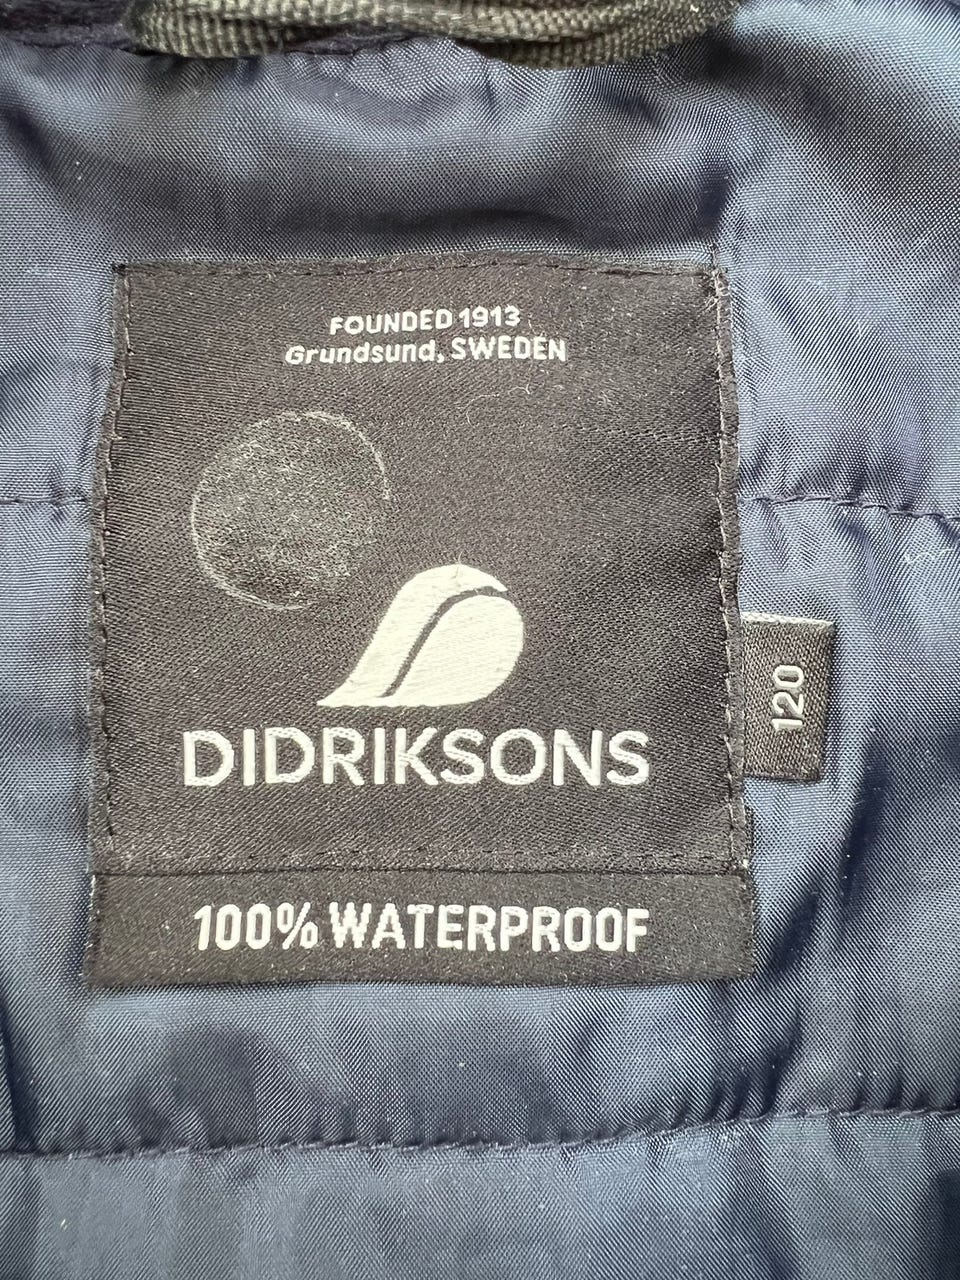 FOUNDED 1913
Grundsund, SWEDEN
DIDRIKSONS
120
100% WATERPROOF